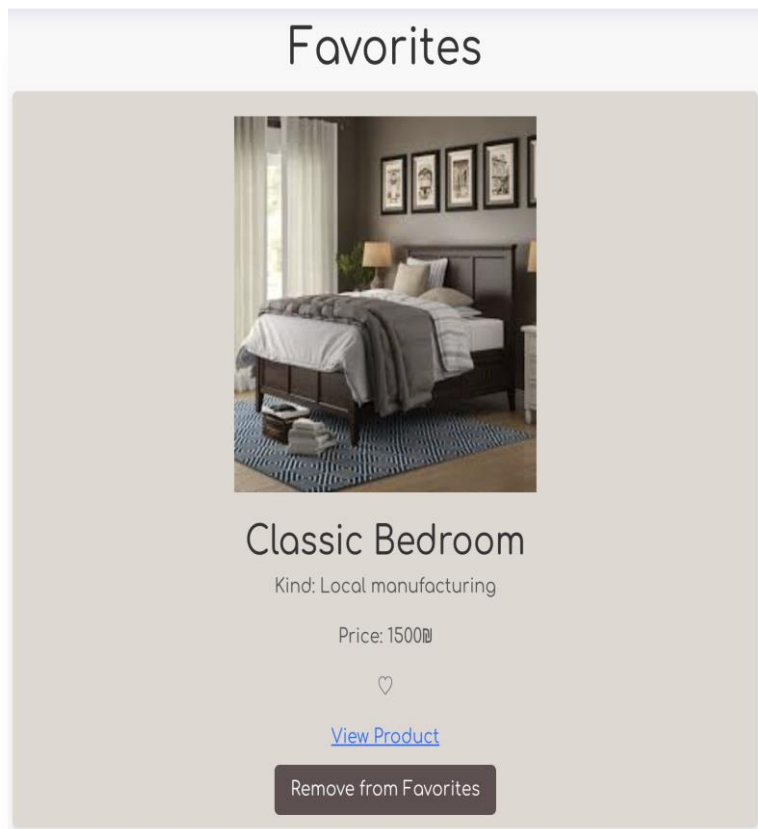 Favorites
Classic Bedroom
Kind: Local manufacturing
Price: 1500₪
♡
View Product
Remove from Favorites